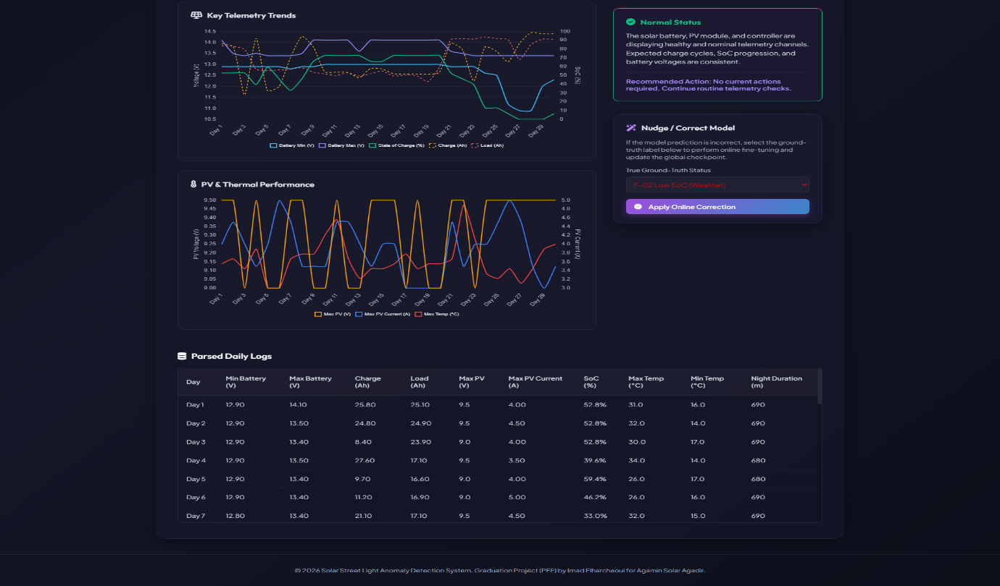 Key Telemetry Trends
14.5
14.0
13.5
13.0
12.5
12.0
11.5
11.0
10.5
Voltage (V)
100
90
80
70
60
50
40
30
20
10
0
SoC (%)
Day 1
Day 3
Day 5
Day 7
Day 9
Day 11
Day 13
Day 15
Day 17
Day 19
Day 21
Day 23
Day 25
Day 27
Day 29
Battery Min (V) Battery Max (V) State of Charge (%) Charge (Ah) Load (Ah)
Normal Status
The solar battery, PV module, and controller are
displaying healthy and nominal telemetry channels.
Expected charge cycles, SoC progression, and
battery voltages are consistent.
Recommended Action: No current actions
required. Continue routine telemetry checks.
Nudge / Correct Model
If the model prediction is incorrect, select the ground-
truth label below to perform online fine-tuning and
update the global checkpoint.
True Ground-Truth Status
F-02 Low SoC (Weather)
Apply Online Correction
PV & Thermal Performance
9.50
9.45
9.40
9.35
9.30
9.25
9.20
9.15
9.10
9.05
9.00
PV Voltage (V)
5.0
4.8
4.6
4.4
4.2
4.0
3.8
3.6
3.4
3.2
3.0
PV Current (A)
Day 1
Day 3
Day 5
Day 7
Day 9
Day 11
Day 13
Day 15
Day 17
Day 19
Day 21
Day 23
Day 25
Day 27
Day 29
Max PV (V) Max PV Current (A) Max Temp (°C)
Parsed Daily Logs
Day Min Battery (V) Max Battery (V) Charge (Ah) Load (Ah) Max PV (V) Max PV Current (A) SoC (%) Max Temp (°C) Min Temp (°C) Night Duration (m)
Day 1 12.90 14.10 25.80 25.10 9.5 4.00 52.8% 31.0 16.0 690
Day 2 12.90 13.50 24.80 24.90 9.5 4.50 52.8% 32.0 14.0 690
Day 3 12.90 13.40 8.40 23.90 9.0 4.00 52.8% 30.0 17.0 690
Day 4 12.90 13.50 27.60 17.10 9.5 3.50 39.6% 34.0 14.0 680
Day 5 12.90 13.40 9.70 16.60 9.0 4.00 59.4% 26.0 17.0 680
Day 6 12.90 13.40 11.20 16.90 9.0 5.00 46.2% 26.0 16.0 690
Day 7 12.80 13.40 21.10 17.10 9.5 4.50 33.0% 32.0 15.0 690
© 2026 Solar Street Light Anomaly Detection System. Graduation Project (PFE) by Imad Elharchaoui for Agamin Solar Agadir.